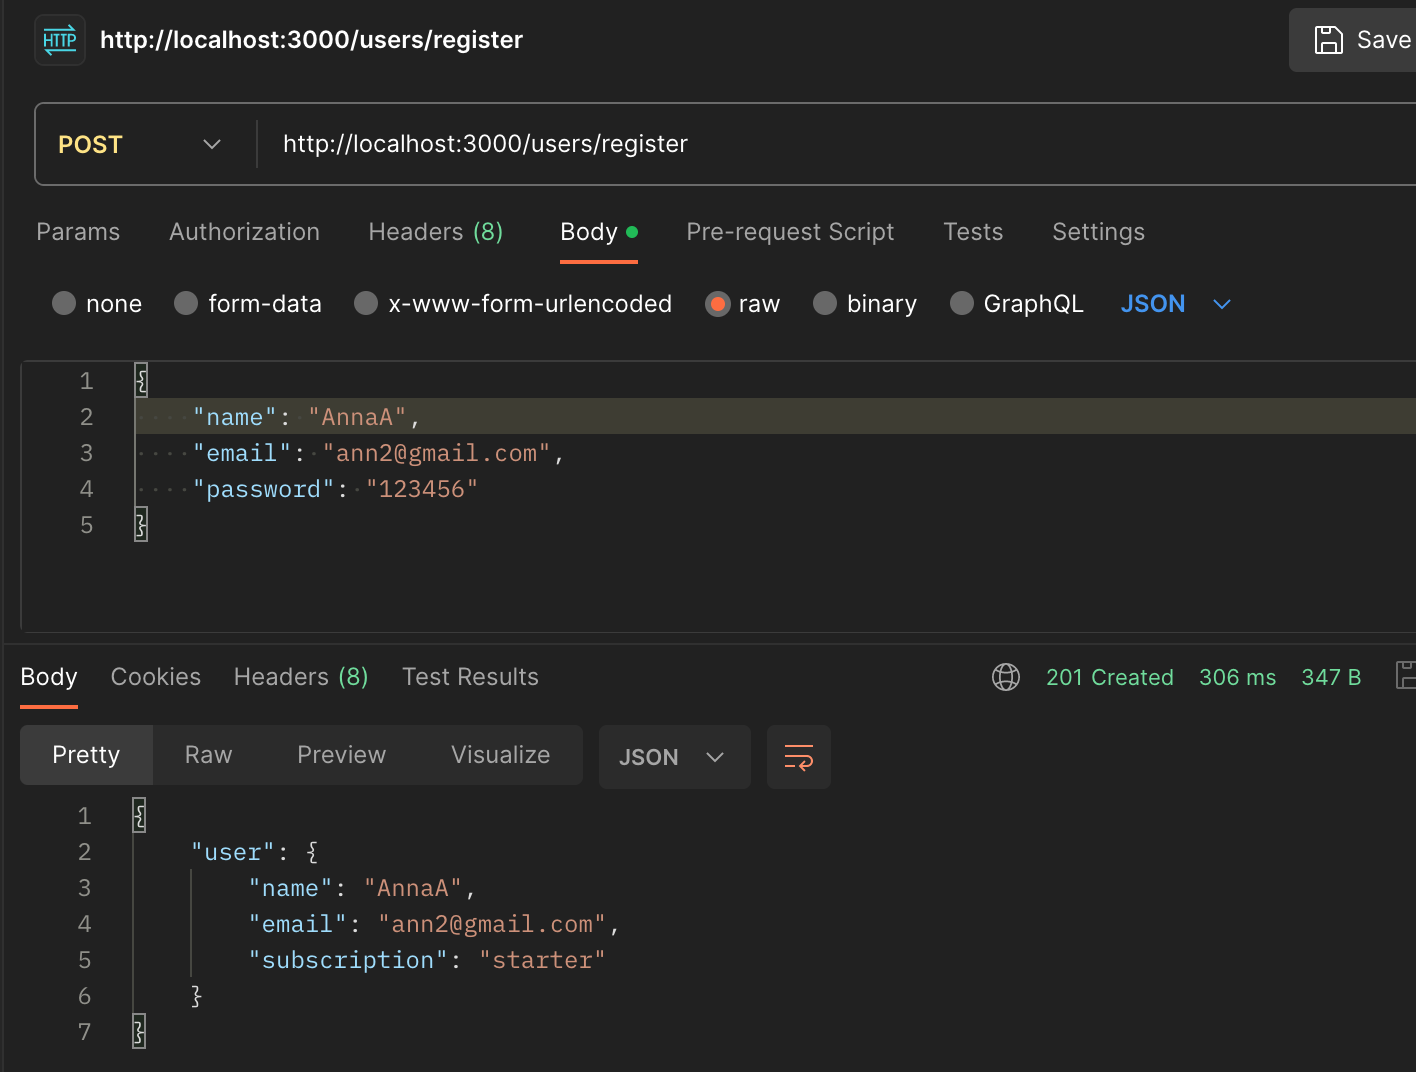 HTTP http://localhost:3000/users/register Save
POST http://localhost:3000/users/register
Params Authorization Headers (8) Body Pre-request Script Tests Settings
none form-data x-www-form-urlencoded raw binary GraphQL JSON
1 {
2 "name": "AnnaA",
3 "email": "ann2@gmail.com",
4 "password": "123456"
5 }
Body Cookies Headers (8) Test Results 201 Created 306 ms 347 B
Pretty Raw Preview Visualize JSON
1 {
2 "user": {
3 "name": "AnnaA",
4 "email": "ann2@gmail.com",
5 "subscription": "starter"
6 }
7 }